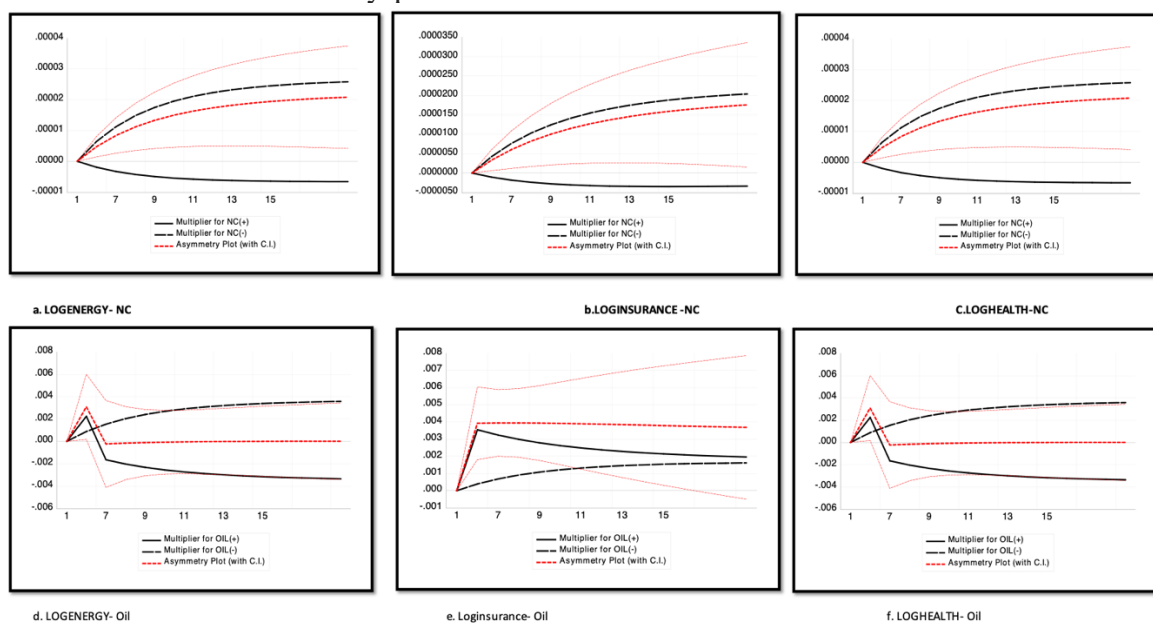 .00004
.00003
.00002
.00001
.00000
-.00001
1 7 9 11 13 15
Multiplier for NC(+)
Multiplier for NC(-)
Asymmetry Plot (with C.I.)
.0000350
.0000300
.0000250
.0000200
.0000150
.0000100
.0000050
.0000000
-.0000050
1 7 9 11 13 15
Multiplier for NC(+)
Multiplier for NC(-)
Asymmetry Plot (with C.I.)
.00004
.00003
.00002
.00001
.00000
-.00001
1 7 9 11 13 15
Multiplier for NC(+)
Multiplier for NC(-)
Asymmetry Plot (with C.I.)
a. LOGENERGY- NC
b.LOGINSURANCE -NC
C.LOGHEALTH-NC
.008
.006
.004
.002
.000
-.002
-.004
-.006
1 7 9 11 13 15
Multiplier for OIL(+)
Multiplier for OIL(-)
Asymmetry Plot (with C.I.)
.008
.007
.006
.005
.004
.003
.002
.001
.000
-.001
1 7 9 11 13 15
Multiplier for OIL(+)
Multiplier for OIL(-)
Asymmetry Plot (with C.I.)
.008
.006
.004
.002
.000
-.002
-.004
-.006
1 7 9 11 13 15
Multiplier for OIL(+)
Multiplier for OIL(-)
Asymmetry Plot (with C.I.)
d. LOGENERGY- Oil
e. Loginsurance- Oil
f. LOGHEALTH- Oil